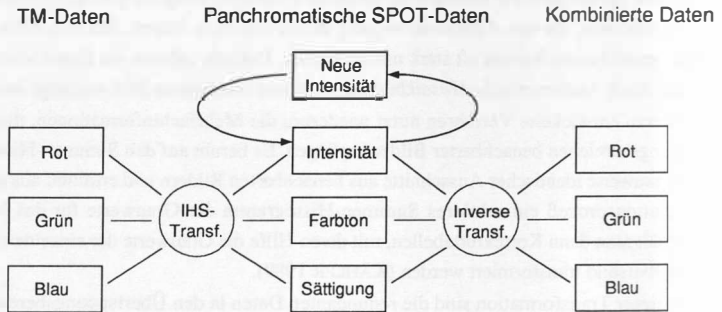 TM-Daten
Panchromatische SPOT-Daten
Kombinierte Daten
Neue
Intensität
Rot
Intensität
Rot
Grün
IHS-
Transf.
Farbton
Inverse
Transf.
Grün
Blau
Sättigung
Blau